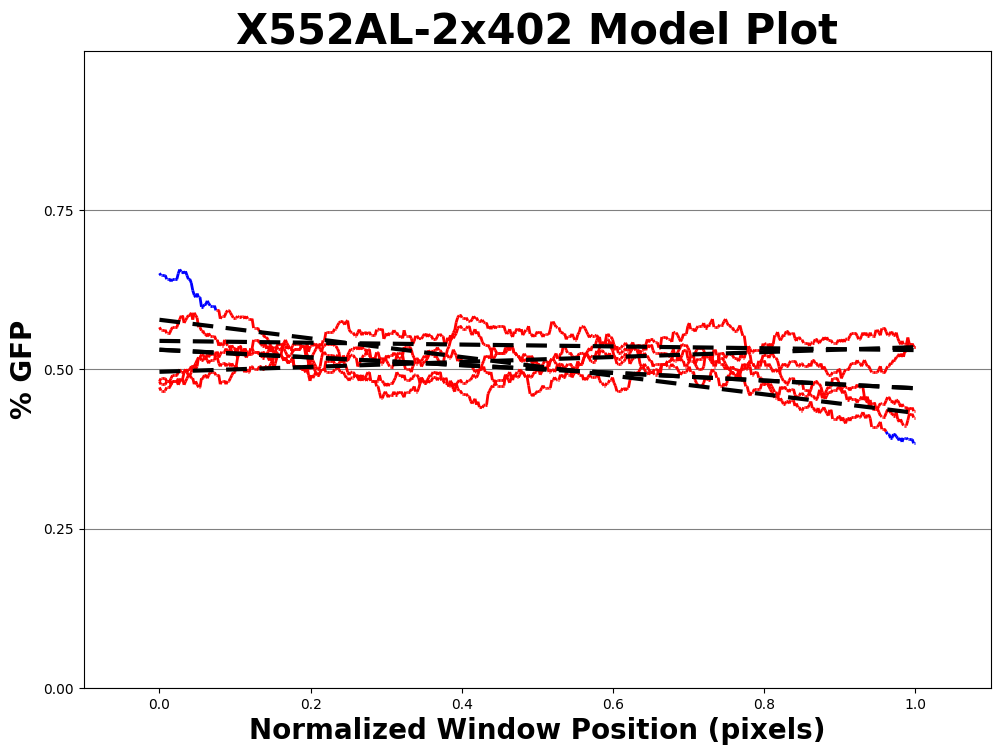 X552AL-2x402 Model Plot
% GFP
0.75
0.50
0.25
0.00
0.0 0.2 0.4 0.6 0.8 1.0
Normalized Window Position (pixels)